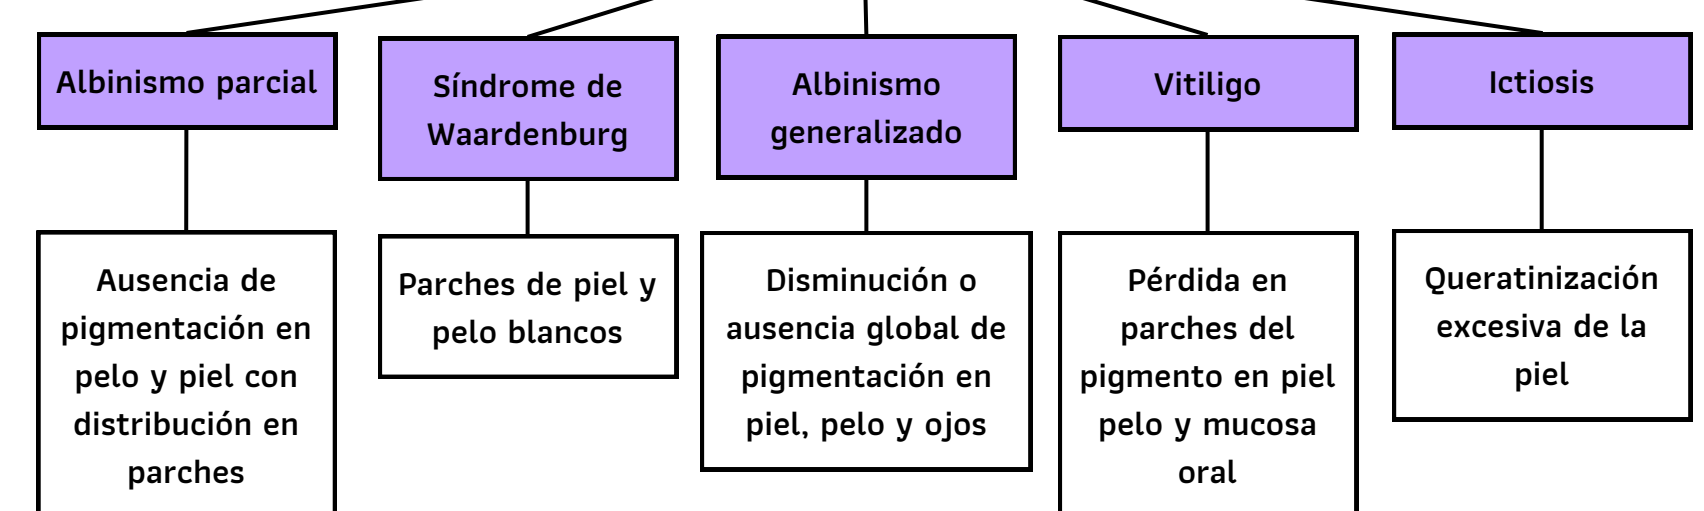 Albinismo parcial
Ausencia de
pigmentación en
pelo y piel con
distribución en
parches
Síndrome de
Waardenburg
Parches de piel y
pelo blancos
Albinismo
generalizado
Disminución o
ausencia global de
pigmentación en
piel, pelo y ojos
Vitiligo
Pérdida en
parches del
pigmento en piel
pelo y mucosa
oral
Ictiosis
Queratinización
excesiva de la
piel